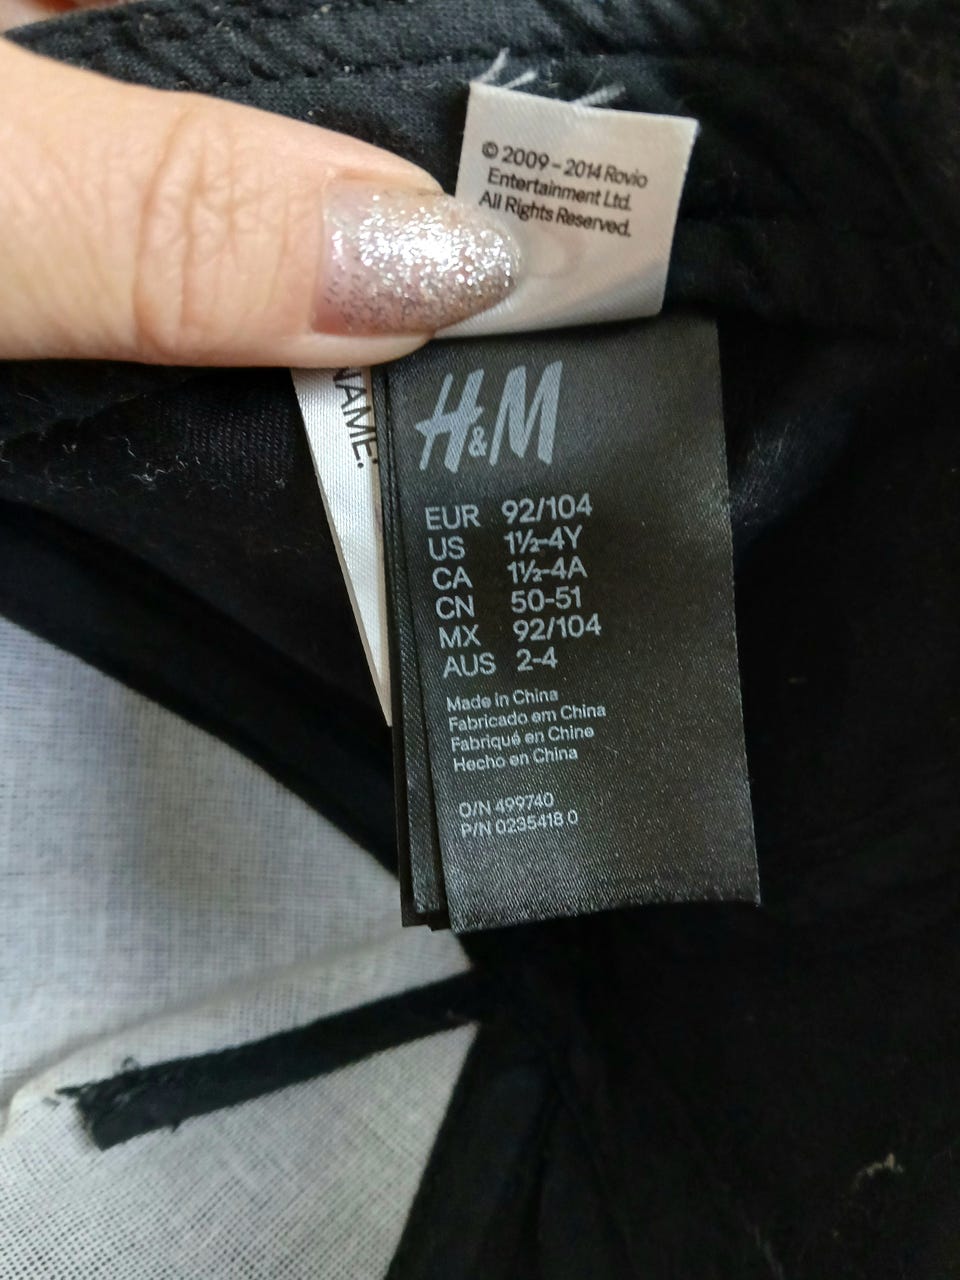 © 2009 - 2014 Rovio
Entertainment Ltd.
All Rights Reserved.
NAME:
H&M
EUR 92/104
US 1½-4Y
CA 1½-4A
CN 50-51
MX 92/104
AUS 2-4
Made in China
Fabricado em China
Fabriqué en Chine
Hecho en China
O/N 499740
P/N 0235418 0